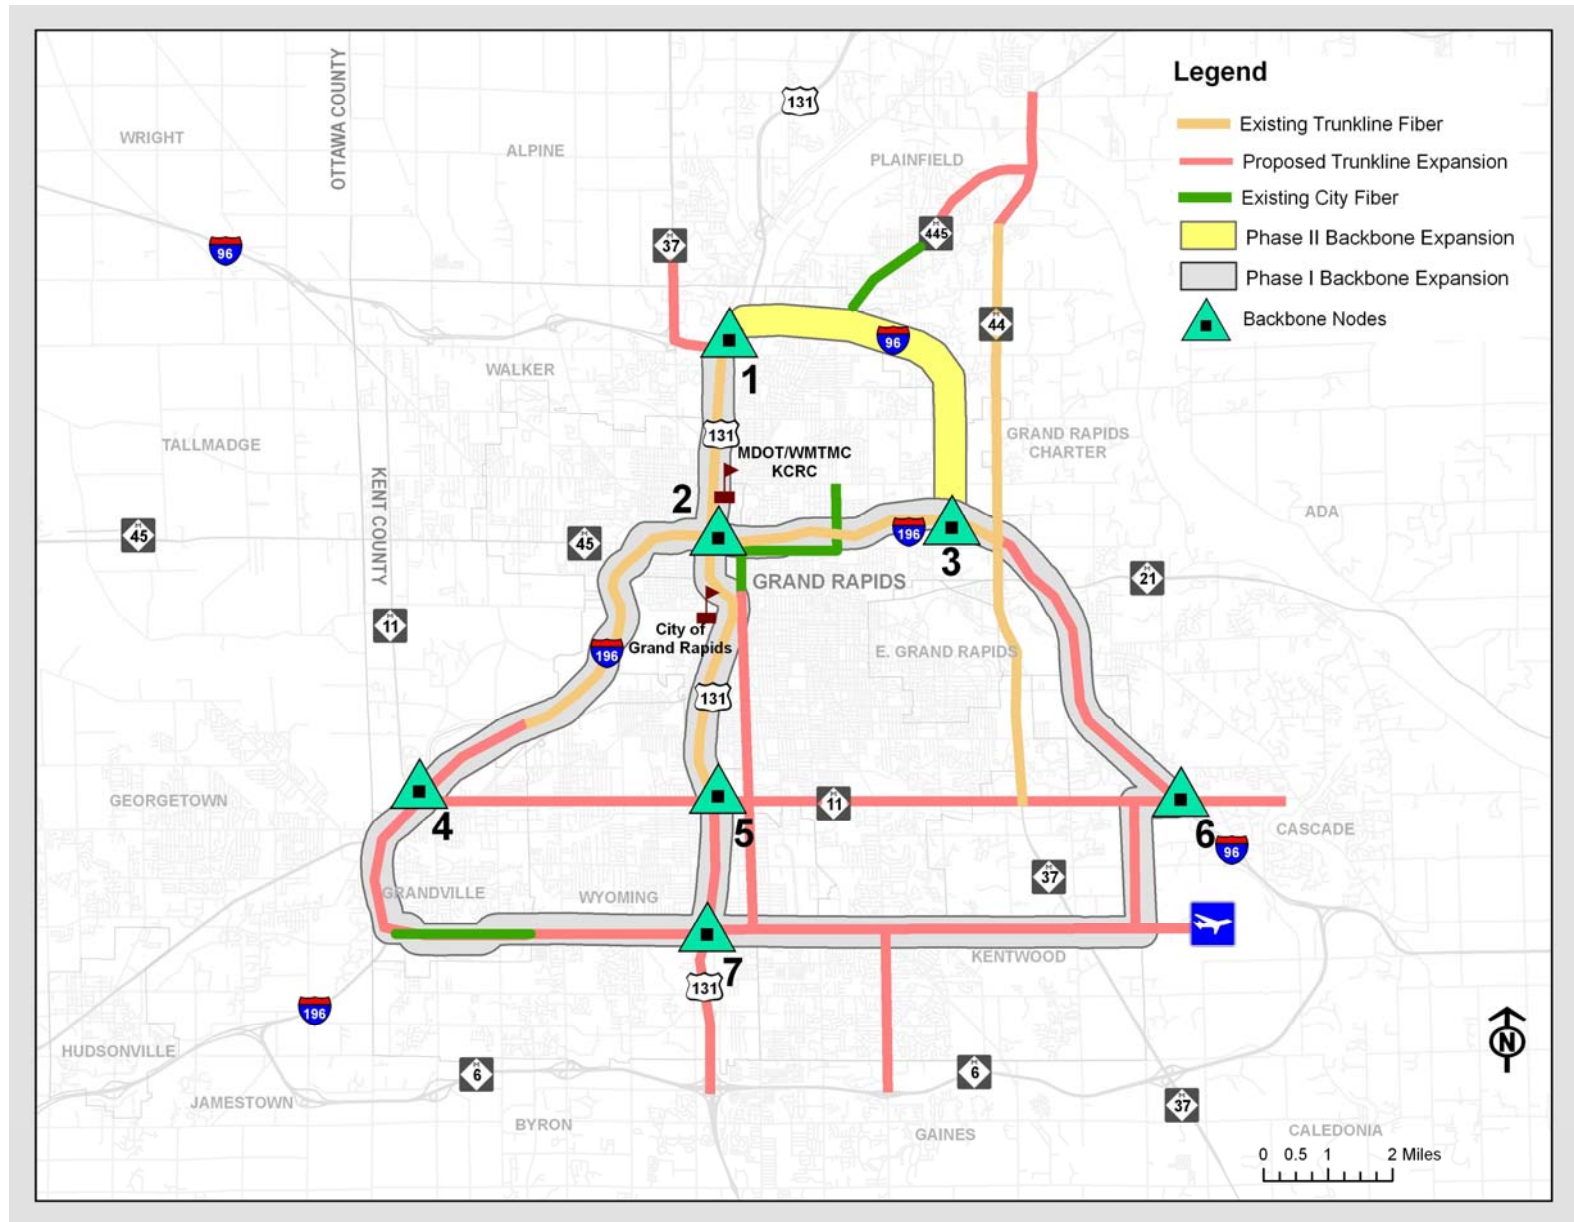 Legend
Existing Trunkline Fiber
Proposed Trunkline Expansion
Existing City Fiber
Phase II Backbone Expansion
Phase I Backbone Expansion
Backbone Nodes
OTTAWA COUNTY
KENT COUNTY
WRIGHT
ALPINE
131
PLAINFIELD
96
M
37
M
445
M
44
96
1
WALKER
131
TALLMADGE
GRAND RAPIDS
CHARTER
MDOT/WMTMC
KCRC
2
M
45
M
45
196
3
ADA
GRAND RAPIDS
M
21
M
11
City of
Grand Rapids
196
E. GRAND RAPIDS
131
GEORGETOWN
4
5
M
11
6
CASCADE
96
M
37
GRANDVILLE
WYOMING
KENTWOOD
7
131
196
HUDSONVILLE
M
6
M
6
JAMESTOWN
M
37
BYRON
GAINES
CALEDONIA
N
0 0.5 1 2 Miles